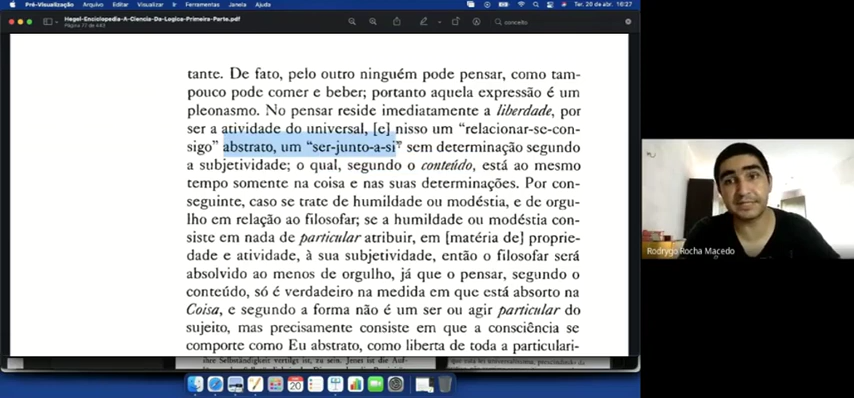 Pré-Visualização Arquivo Editar Visualizar Ir Ferramentas Janela Ajuda Ter. 20 de abr. 16:27
Hegel-Enciclopedia-A-Ciencia-Da-Logica-Primeira-Parte.pdf
conceito
tante. De fato, pelo outro ninguém pode pensar, como tam-
pouco pode comer e beber; portanto aquela expressão é um
pleonasmo. No pensar reside imediatamente a liberdade, por
ser a atividade do universal, [e] nisso um “relacionar-se-con-
sigo” abstrato, um “ser-junto-a-si” sem determinação segundo
a subjetividade; o qual, segundo o conteúdo, está ao mesmo
tempo somente na coisa e nas suas determinações. Por con-
seguinte, caso se trate de humildade ou modéstia, e de orgu-
lho em relação ao filosofar; se a humildade ou modéstia con-
siste em nada de particular atribuir, em [matéria de] proprie-
dade e atividade, à sua subjetividade, então o filosofar será
absolvido ao menos de orgulho, já que o pensar, segundo o
conteúdo, só é verdadeiro na medida em que está absorto na
Coisa, e segundo a forma não é um ser ou agir particular do
sujeito, mas precisamente consiste em que a consciência se
comporte como Eu abstrato, como liberta de toda a particulari-
Rodrygo Rocha Macedo
20